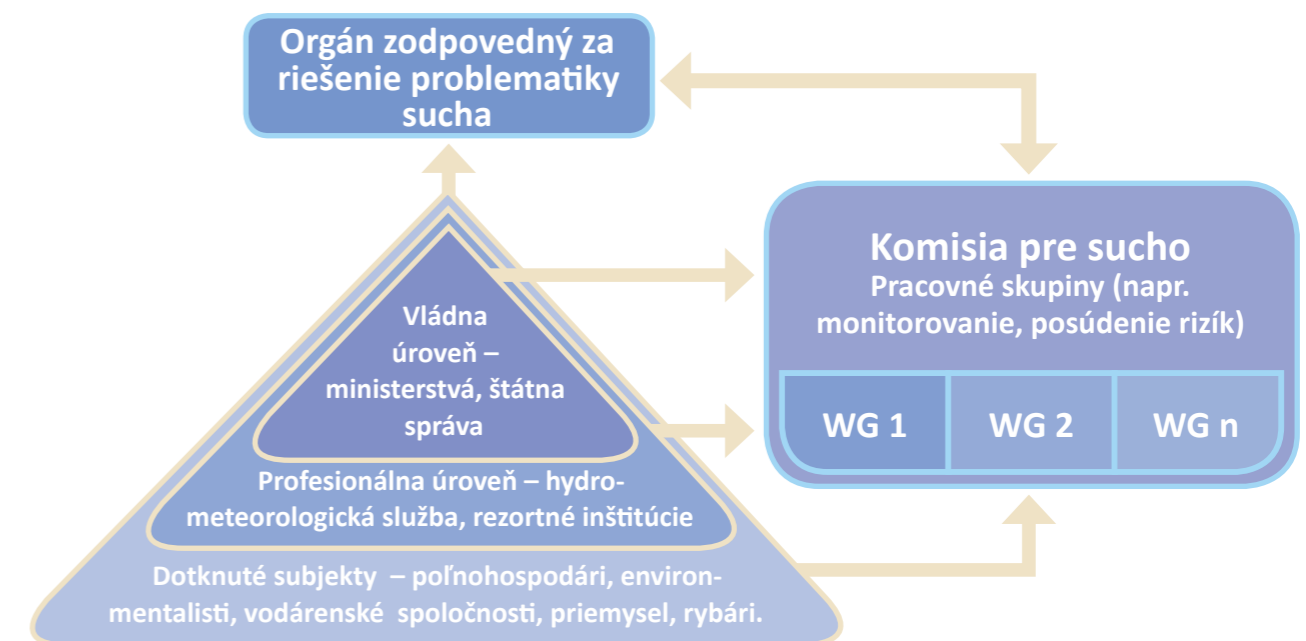 Orgán zodpovedný za
riešenie problematiky
sucha
Komisia pre sucho
Pracovné skupiny (napr.
monitorovanie, posúdenie rizík)
WG 1
WG 2
WG n
Vládna
úroveň –
ministerstvá, štátna
správa
Profesionálna úroveň – hydro-
meteorologická služba, rezortné inštitúcie
Dotknuté subjekty – poľnohospodári, environ-
mentalisti, vodárenské spoločnosti, priemysel, rybári.